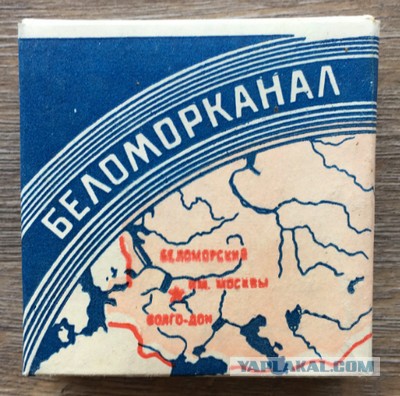 БЕЛОМОРКАНАЛ
БЕЛОМОРСКИЙ
ИМ. МОСКВЫ
ВОЛГО-ДОН
YAPLAKAL.COM